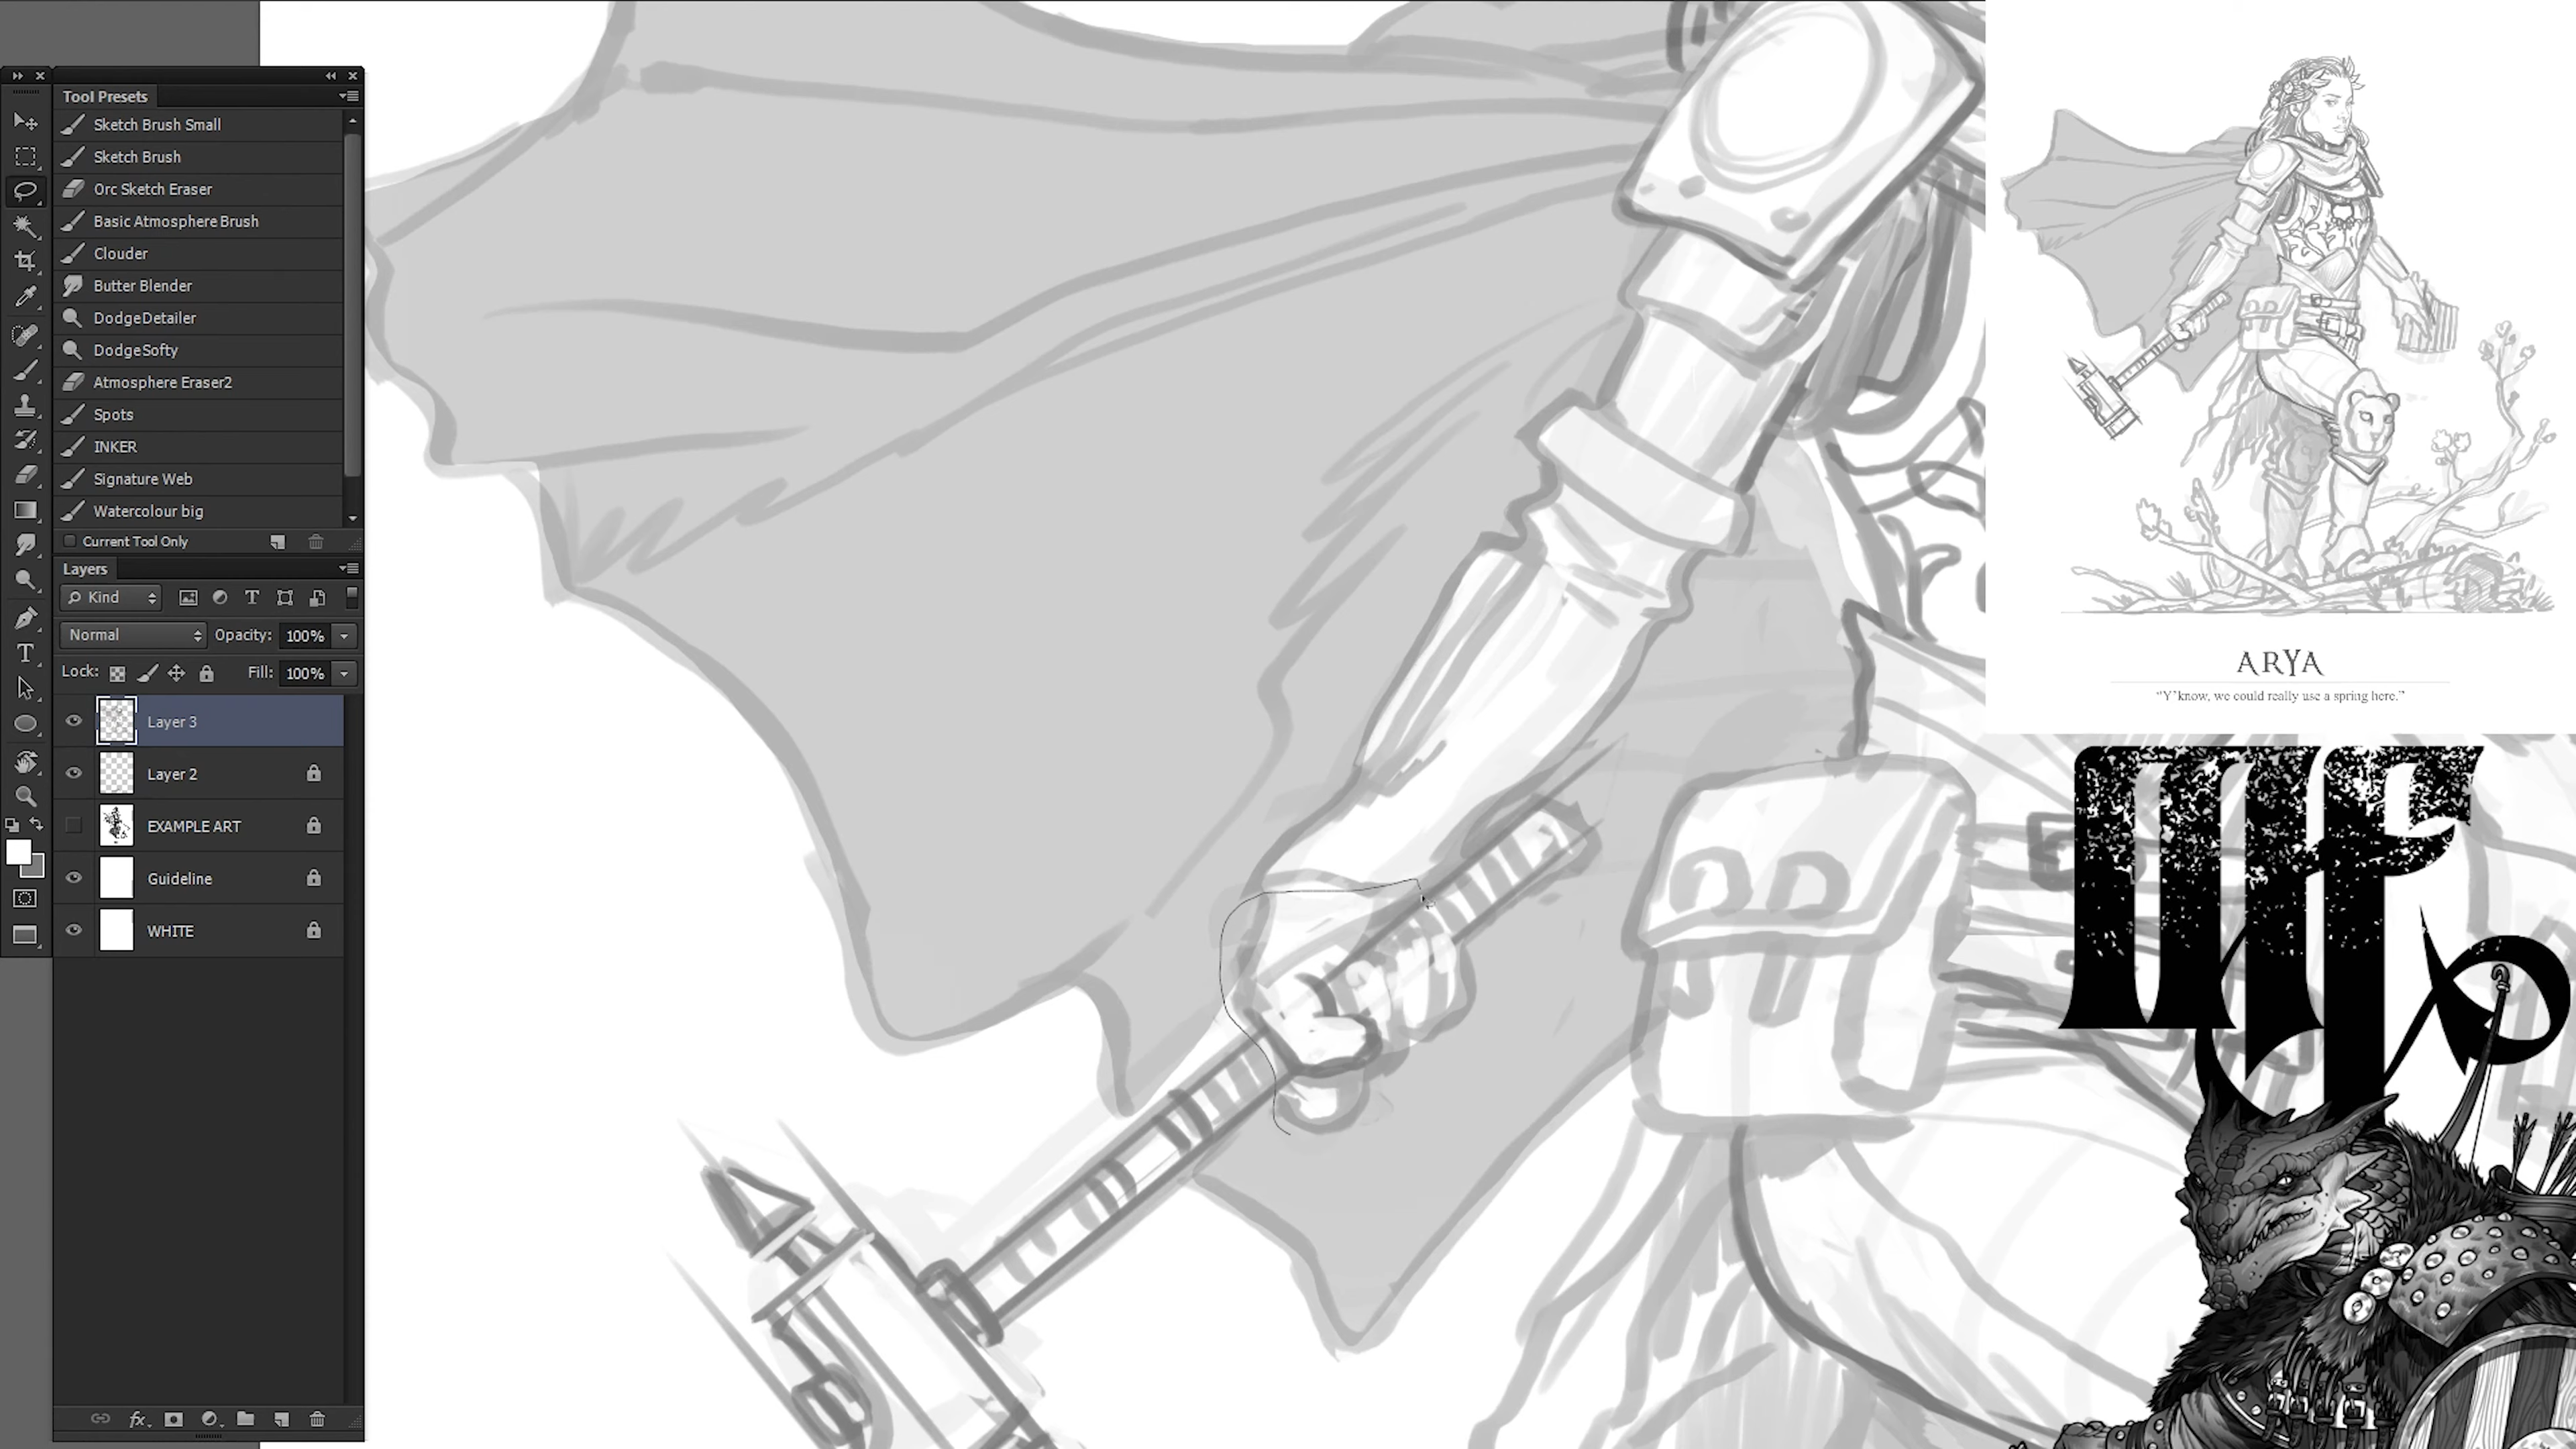 Tool Presets
Sketch Brush Small
Sketch Brush
Orc Sketch Eraser
Basic Atmosphere Brush
Clouder
Butter Blender
DodgeDetailer
DodgeSofty
Atmosphere Eraser2
Spots
INKER
Signature Web
Watercolour big
Current Tool Only
Layers
Kind
Normal Opacity: 100%
Lock: Fill: 100%
Layer 3
Layer 2
EXAMPLE ART
Guideline
WHITE
fx
ARYA
"Y'know, we could really use a spring here."